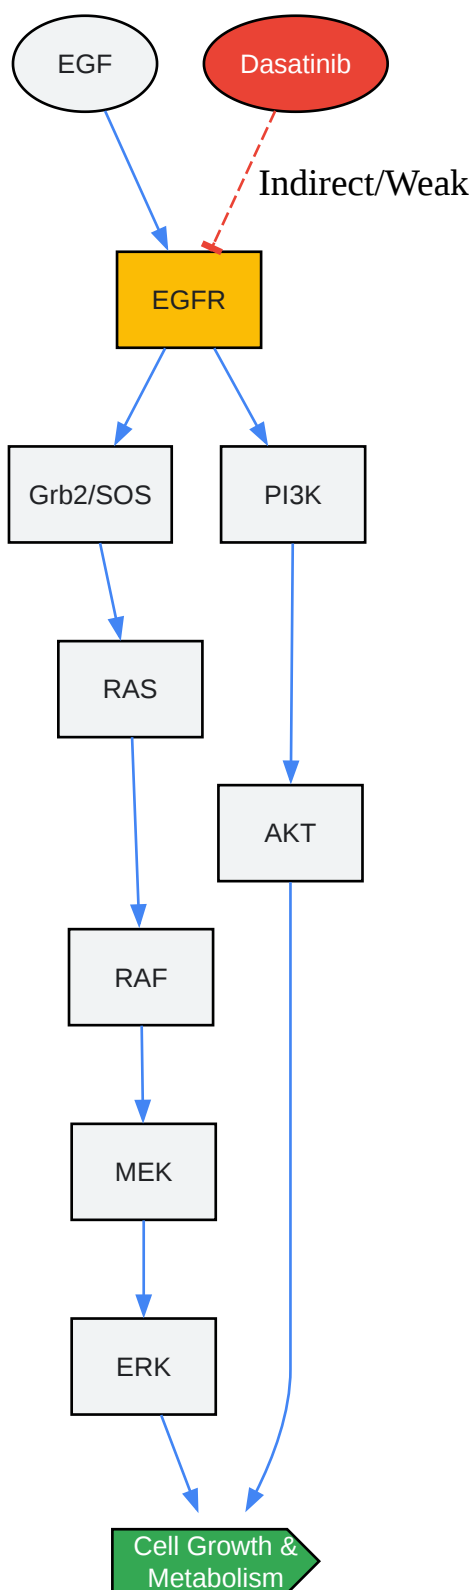 EGF
Dasatinib
Indirect/Weak
EGFR
Grb2/SOS
PI3K
RAS
AKT
RAF
MEK
ERK
Cell Growth &
Metabolism